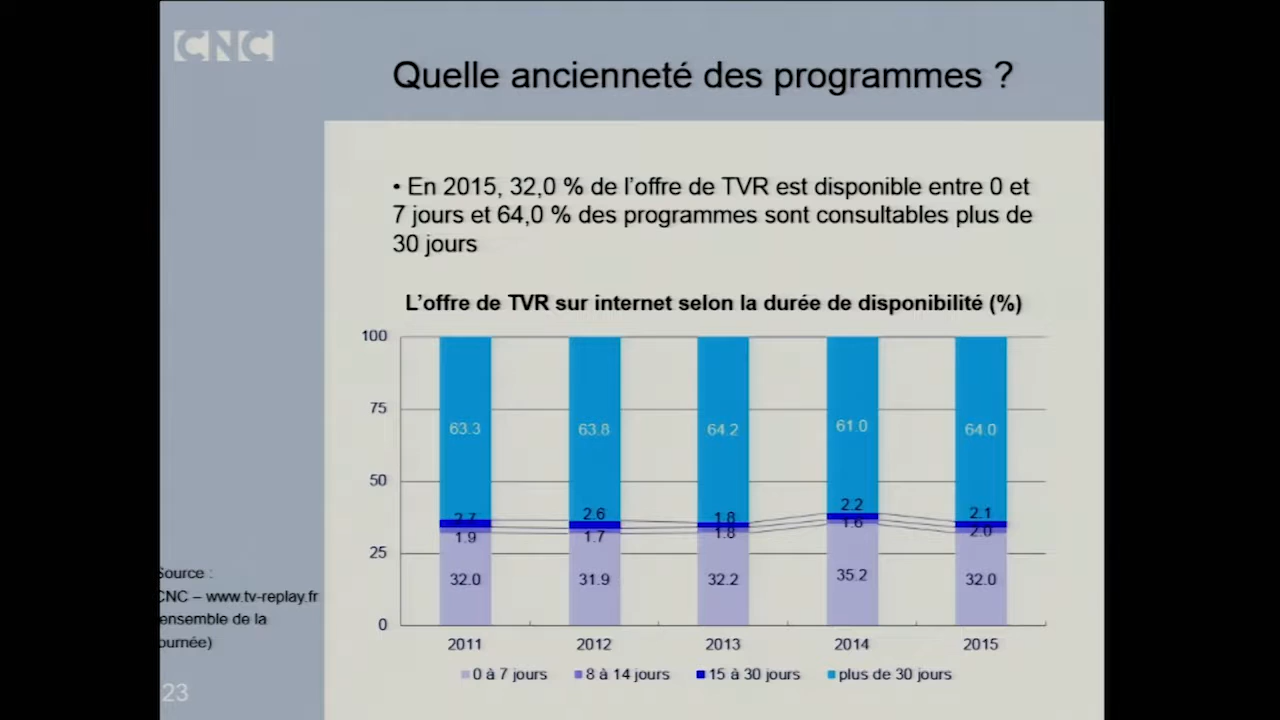 CNC
Quelle ancienneté des programmes ?
• En 2015, 32,0 % de l'offre de TVR est disponible entre 0 et
7 jours et 64,0 % des programmes sont consultables plus de
30 jours
L'offre de TVR sur internet selon la durée de disponibilité (%)
100
75
50
25
0
63.3
63.8
64.2
61.0
64.0
2.7
2.6
1.8
2.2
2.1
1.9
1.7
1.8
1.6
2.0
32.0
31.9
32.2
35.2
32.0
2011
2012
2013
2014
2015
0 à 7 jours
8 à 14 jours
15 à 30 jours
plus de 30 jours
Source :
CNC – www.tv-replay.fr
ensemble de la
ournée)
23